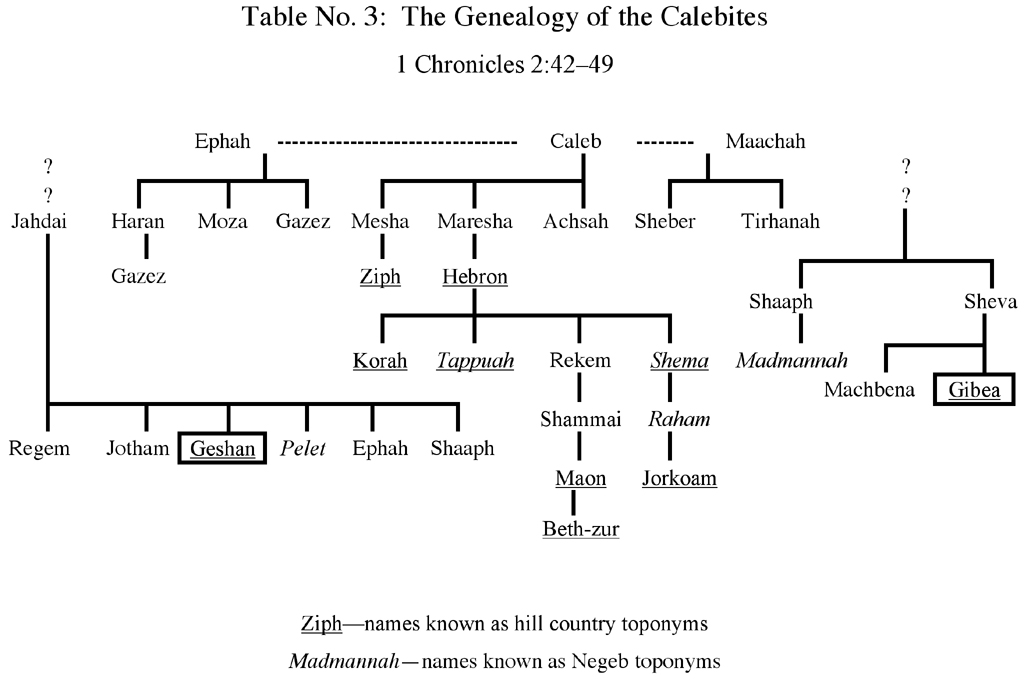 Table No. 3: The Genealogy of the Calebites
1 Chronicles 2:42–49
Ephah Caleb Maachah
? ?
? ?
Jahdai Haran Moza Gazez Mesha Maresha Achsah Sheber Tirhanah
Gazez Ziph Hebron
Shaaph Sheva
Korah Tappuah Rekem Shema Madmannah
Machbena Gibea
Shammai Raham
Regem Jotham Geshan Pelet Ephah Shaaph
Maon Jorkoam
Beth-zur
Ziph—names known as hill country toponyms
Madmannah—names known as Negeb toponyms